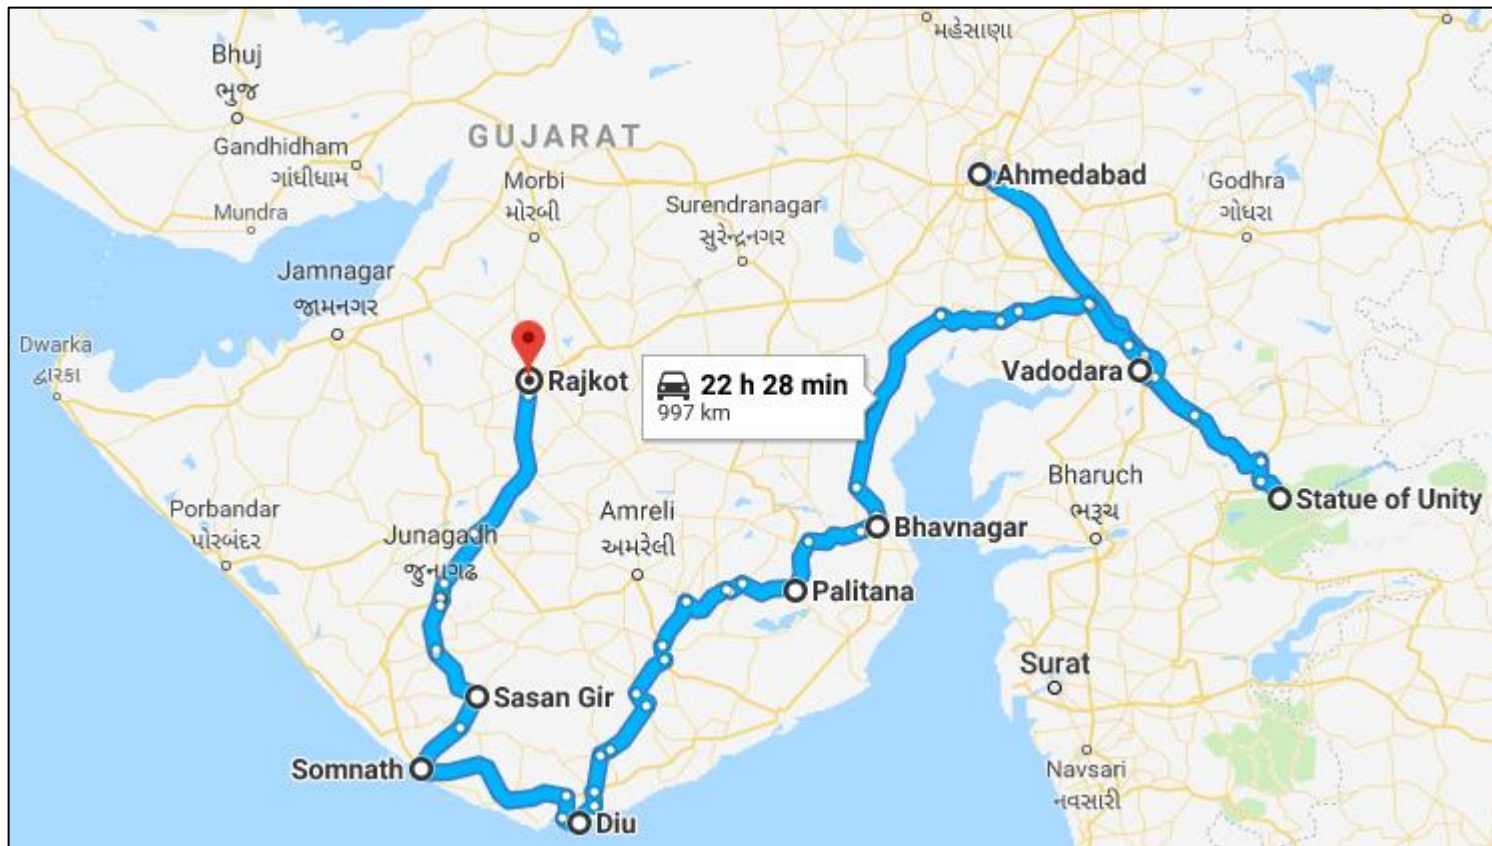 મહેસાણા
Bhuj
ભુજ
GUJARAT
Gandhidham
ગાંધીધામ
Morbi
મોરબી
Ahmedabad
Godhra
ગોધરા
Mundra
Surendranagar
સુરેન્દ્રનગર
Jamnagar
જામનગર
Dwarka
દ્વારકા
Rajkot
22 h 28 min
997 km
Vadodara
Bharuch
ભરૂચ
Statue of Unity
Porbandar
પોરબંદર
Junagadh
જુનાગઢ
Amreli
અમરેલી
Bhavnagar
Palitana
Surat
Sasan Gir
Somnath
Navsari
નવસારી
Diu